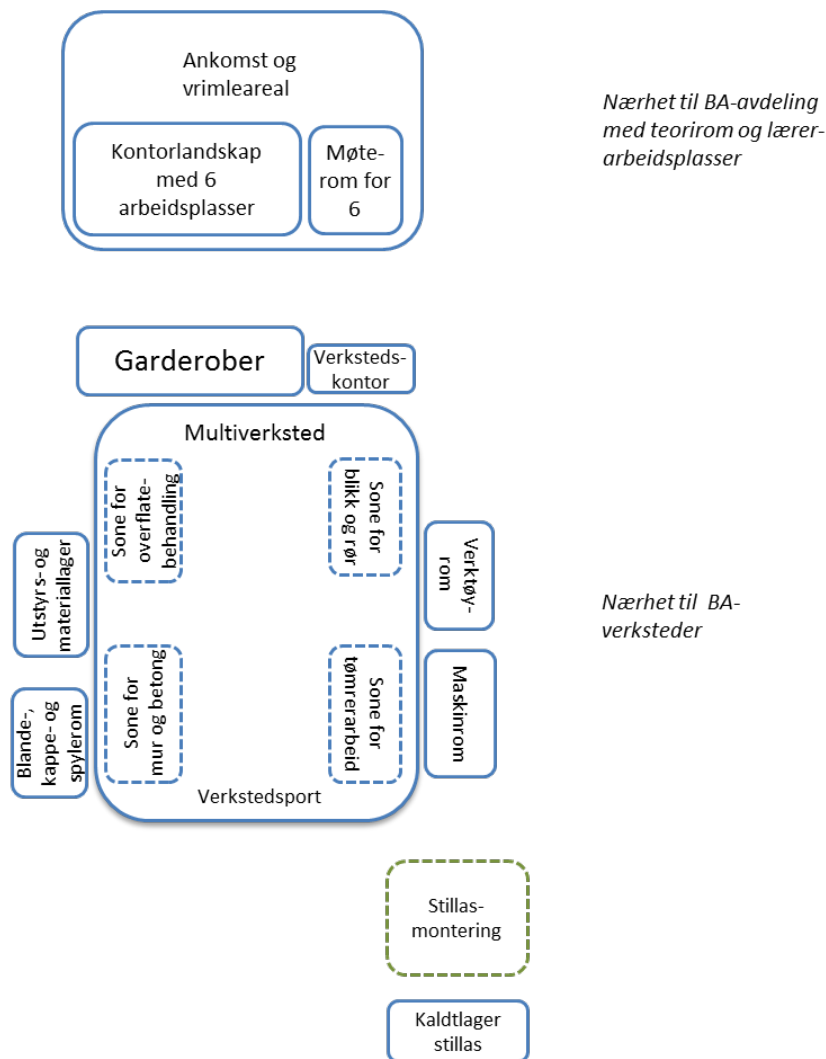 Ankomst og
vrimleareal
Kontorlandskap
med 6
arbeidsplasser
Møte-
rom for
6
Nærhet til BA-avdeling
med teorirom og lærer-
arbeidsplasser
Garderober
Verksteds-
kontor
Multiverksted
Sone for
overflate-
behandling
Sone for
blikk og rør
Utstyrs- og
materiallager
Verktøy-
rom
Nærhet til BA-
verksteder
Blande-,
kappe- og
spylerom
Sone for
mur og betong
Sone for
tømrerarbeid
Maskinrom
Verkstedsport
Stillas-
montering
Kaldtlager
stillas